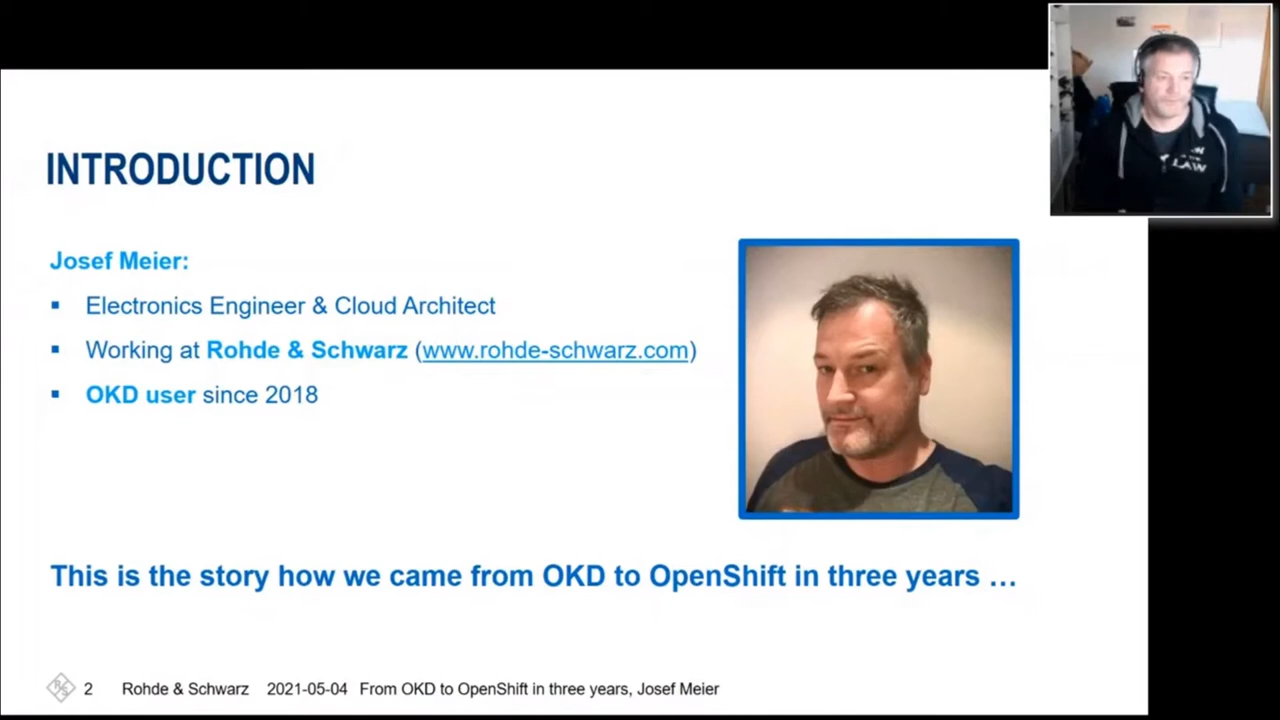 INTRODUCTION
Josef Meier:
▪ Electronics Engineer & Cloud Architect
▪ Working at Rohde & Schwarz (www.rohde-schwarz.com)
▪ OKD user since 2018
This is the story how we came from OKD to OpenShift in three years …
2 Rohde & Schwarz 2021-05-04 From OKD to OpenShift in three years, Josef Meier
LAW